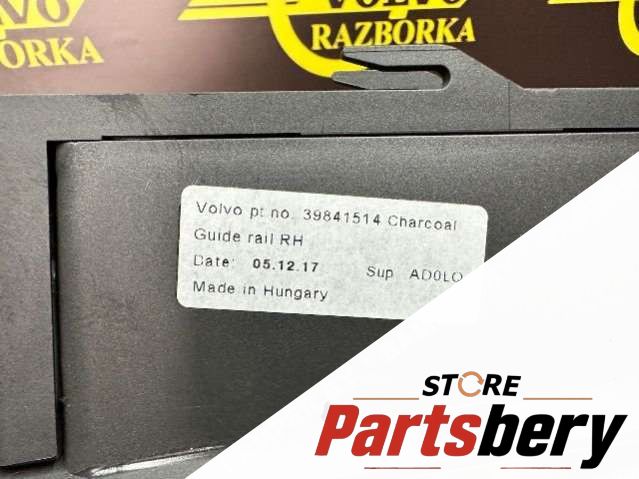 VOLVO
RAZBORKA
Volvo pt no. 39841514 Charcoal
Guide rail RH
Date: 05.12.17 Sup AD0LO
Made in Hungary
STORE
Partsbery